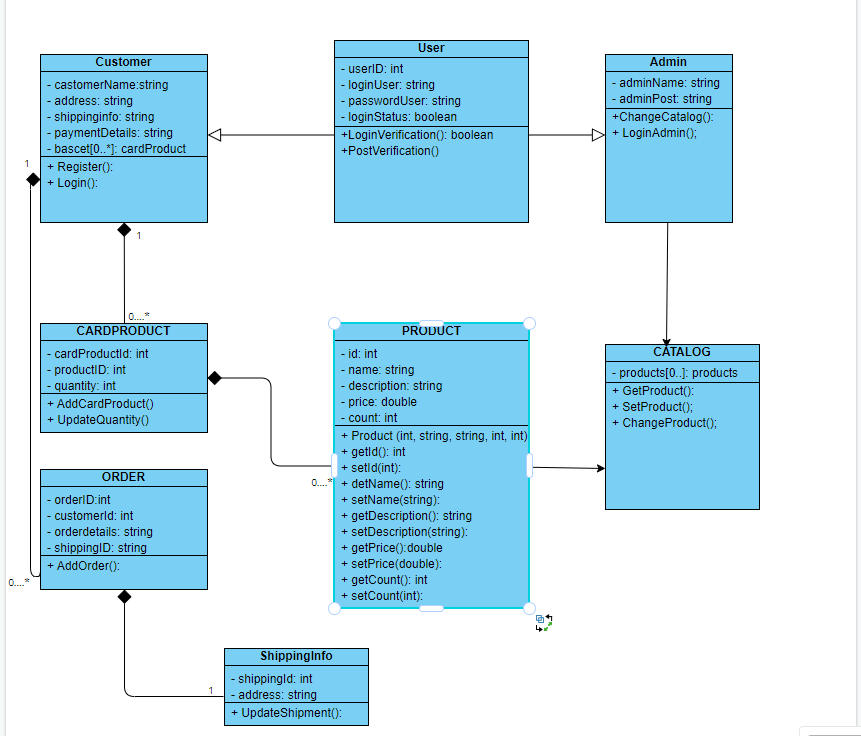 Customer
- castomerName:string
- address: string
- shippinginfo: string
- paymentDetails: string
- bascet[0..*]: cardProduct
+ Register():
+ Login():
User
- userID: int
- loginUser: string
- passwordUser: string
- loginStatus: boolean
+LoginVerification(): boolean
+PostVerification()
Admin
- adminName: string
- adminPost: string
+ChangeCatalog():
+ LoginAdmin();
1
1
0....*
CARDPRODUCT
- cardProductId: int
- productID: int
- quantity: int
+ AddCardProduct()
+ UpdateQuantity()
0....*
PRODUCT
- id: int
- name: string
- description: string
- price: double
- count: int
+ Product (int, string, string, int, int)
+ getId(): int
+ setId(int):
+ detName(): string
+ setName(string):
+ getDescription(): string
+ setDescription(string):
+ getPrice():double
+ setPrice(double):
+ getCount(): int
+ setCount(int):
CATALOG
- products[0..]: products
+ GetProduct():
+ SetProduct();
+ ChangeProduct();
ORDER
- orderID:int
- customerId: int
- orderdetails: string
- shippingID: string
+ AddOrder():
0....*
1
ShippingInfo
- shippingId: int
- address: string
+ UpdateShipment():